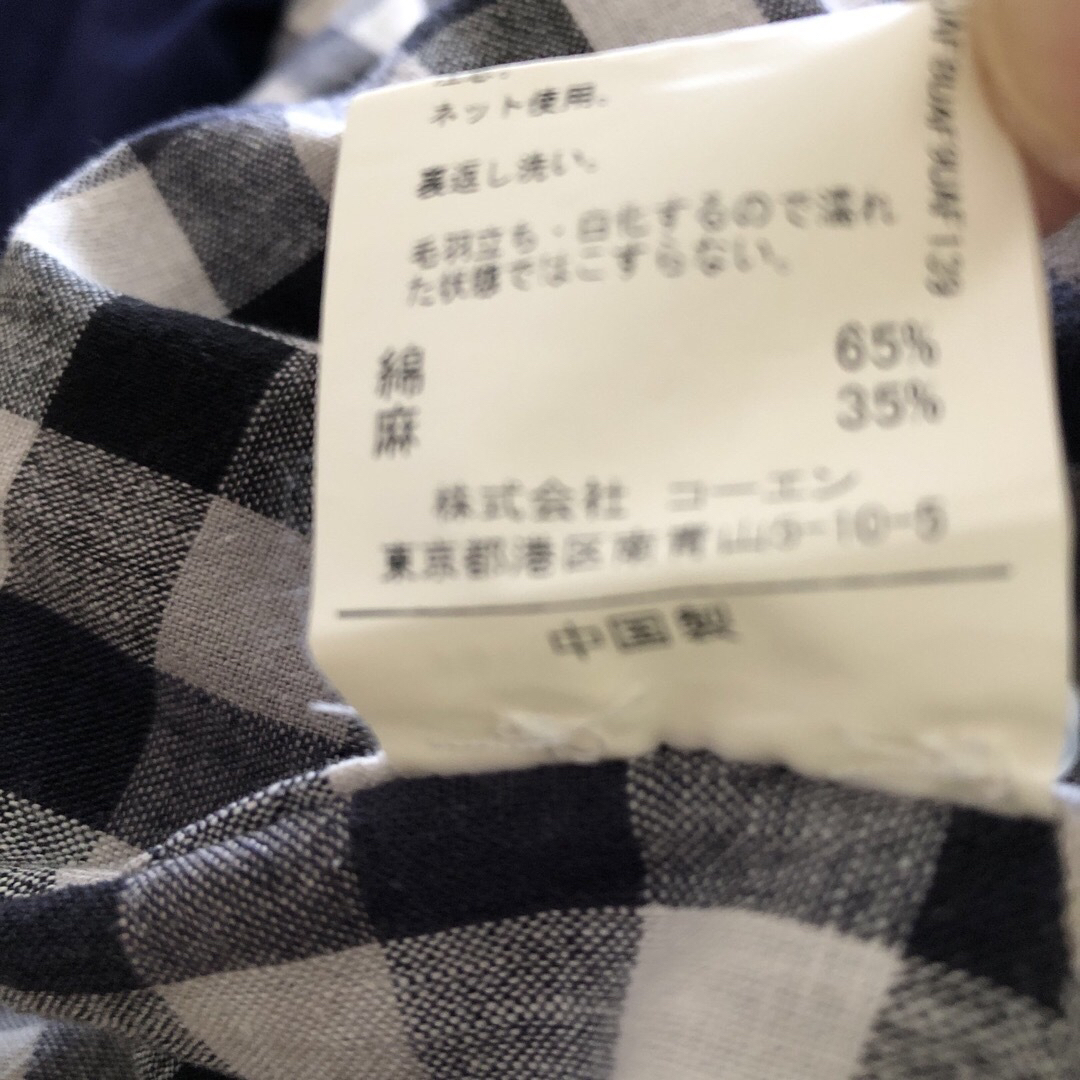 ネット使用。
裏返し洗い。
毛羽立ち・白化するので濡れ
た状態ではこすらない。
綿 65%
麻 35%
株式会社 コーエン
東京都港区南青山5-10-5
中国製